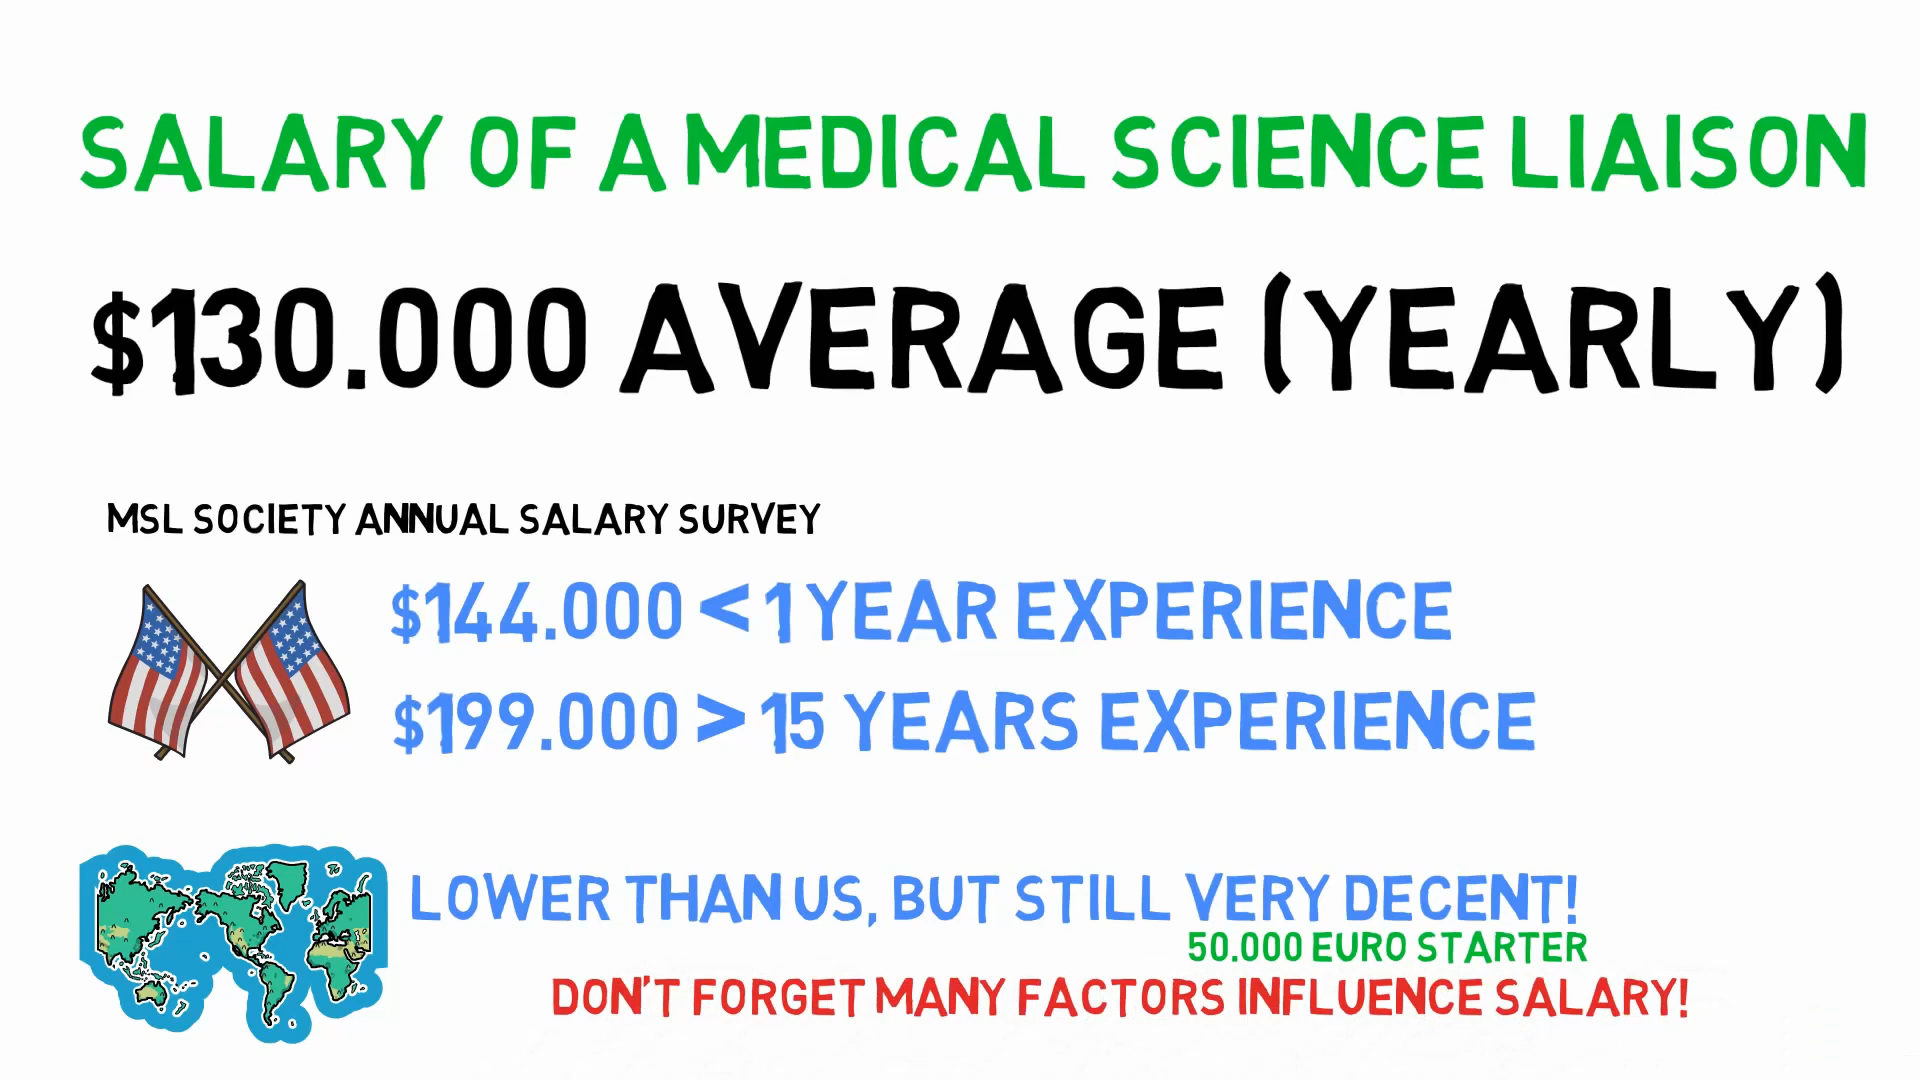 SALARY OF A MEDICAL SCIENCE LIAISON
$130.000 AVERAGE (YEARLY)
MSL SOCIETY ANNUAL SALARY SURVEY
$144.000 < 1 YEAR EXPERIENCE
$199.000 > 15 YEARS EXPERIENCE
LOWER THAN US, BUT STILL VERY DECENT!
50.000 EURO STARTER
DON'T FORGET MANY FACTORS INFLUENCE SALARY!